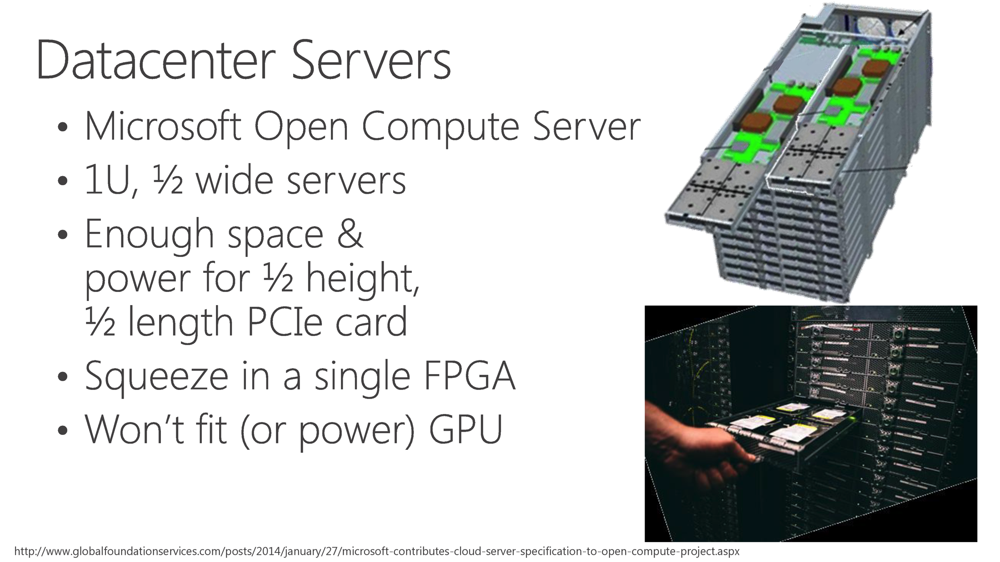 Datacenter Servers
• Microsoft Open Compute Server
• 1U, ½ wide servers
• Enough space &
power for ½ height,
½ length PCIe card
• Squeeze in a single FPGA
• Won’t fit (or power) GPU
http://www.globalfoundationservices.com/posts/2014/january/27/microsoft-contributes-cloud-server-specification-to-open-compute-project.aspx